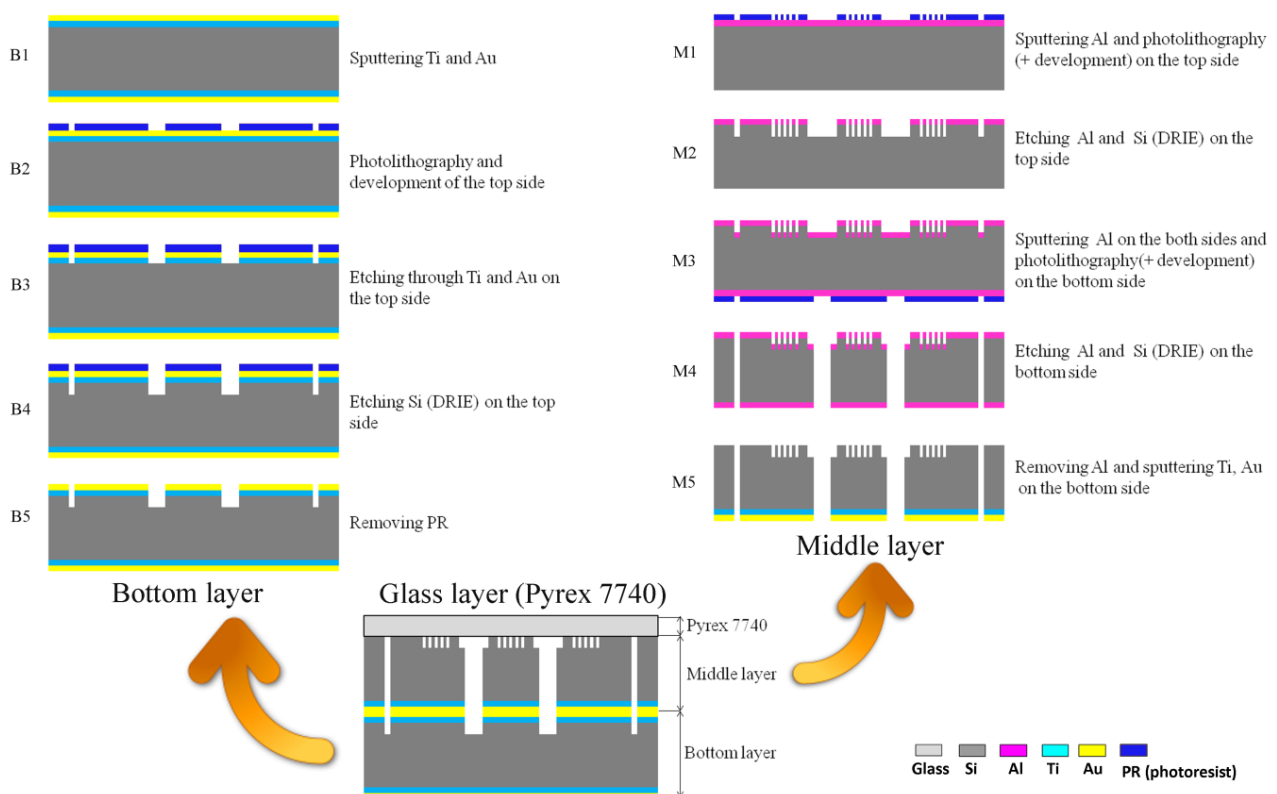 B1
Sputtering Ti and Au
B2
Photolithography and
development of the top side
B3
Etching through Ti and Au on
the top side
B4
Etching Si (DRIE) on the top
side
B5
Removing PR
Bottom layer
M1
Sputtering Al and photolithography
(+ development) on the top side
M2
Etching Al and Si (DRIE) on the
top side
M3
Sputtering Al on the both sides and
photolithography(+ development)
on the bottom side
M4
Etching Al and Si (DRIE) on the
bottom side
M5
Removing Al and sputtering Ti, Au
on the bottom side
Middle layer
Glass layer (Pyrex 7740)
Pyrex 7740
Middle layer
Bottom layer
Glass Si Al Ti Au PR (photoresist)